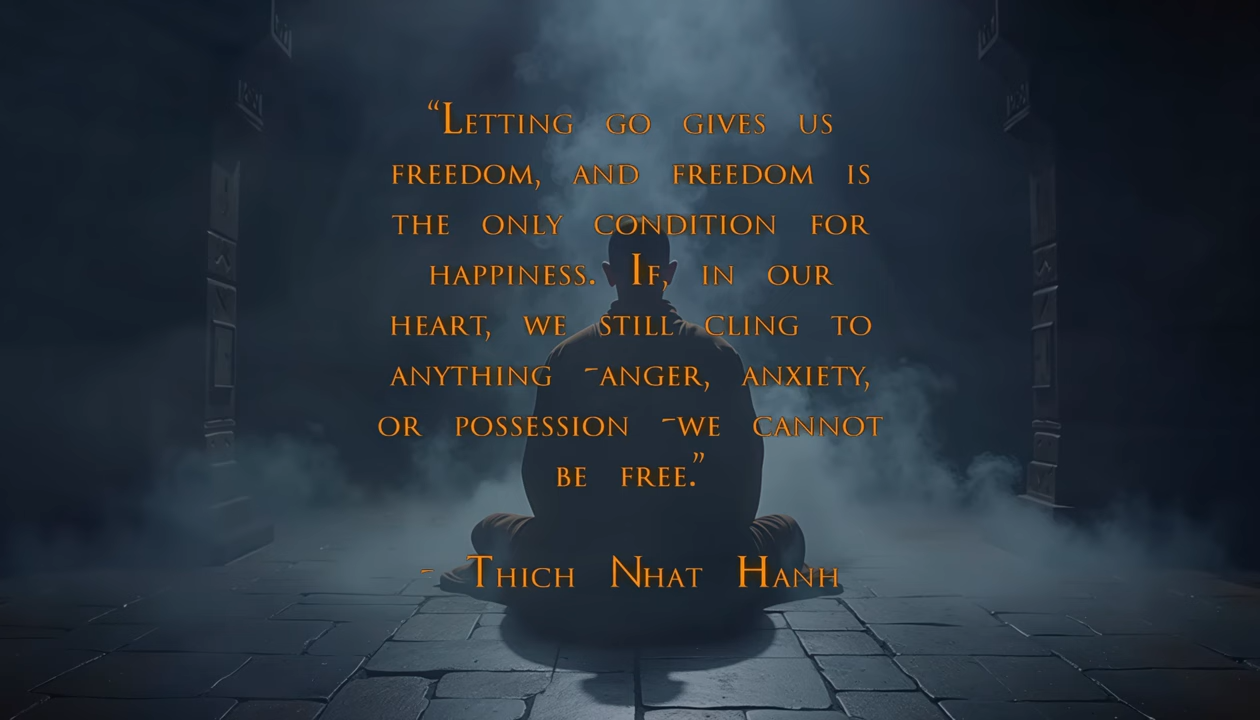 “Letting go gives us
freedom, and freedom is
the only condition for
happiness. If, in our
heart, we still cling to
anything -anger, anxiety,
or possession -we cannot
be free.”
- Thich Nhat Hanh